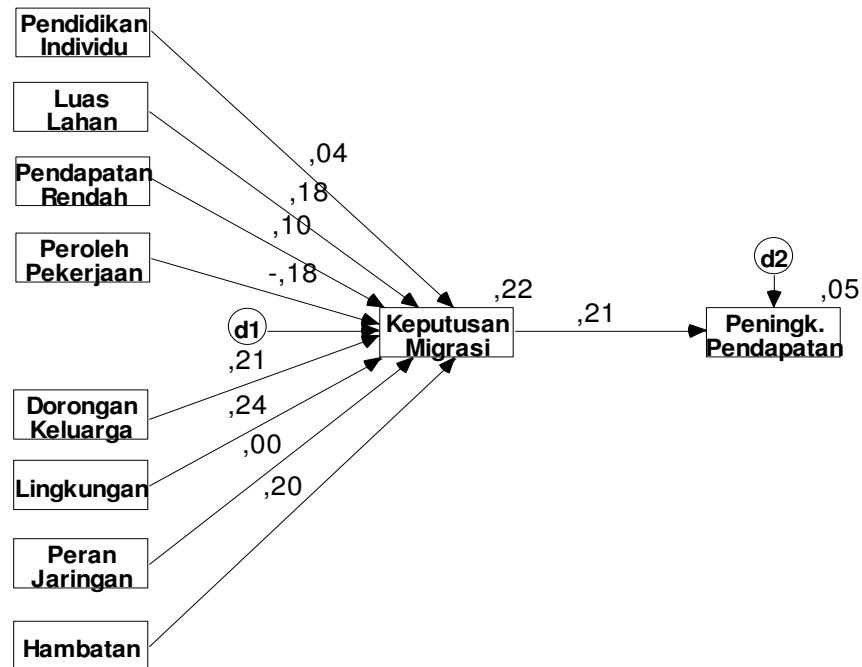 Pendidikan
Individu
Luas
Lahan
Pendapatan
Rendah
Peroleh
Pekerjaan
Dorongan
Keluarga
Lingkungan
Peran
Jaringan
Hambatan
,04
,18
,10
-,18
d1
,21
,24
,00
,20
,22
Keputusan
Migrasi
,21
d2
,05
Peningk.
Pendapatan